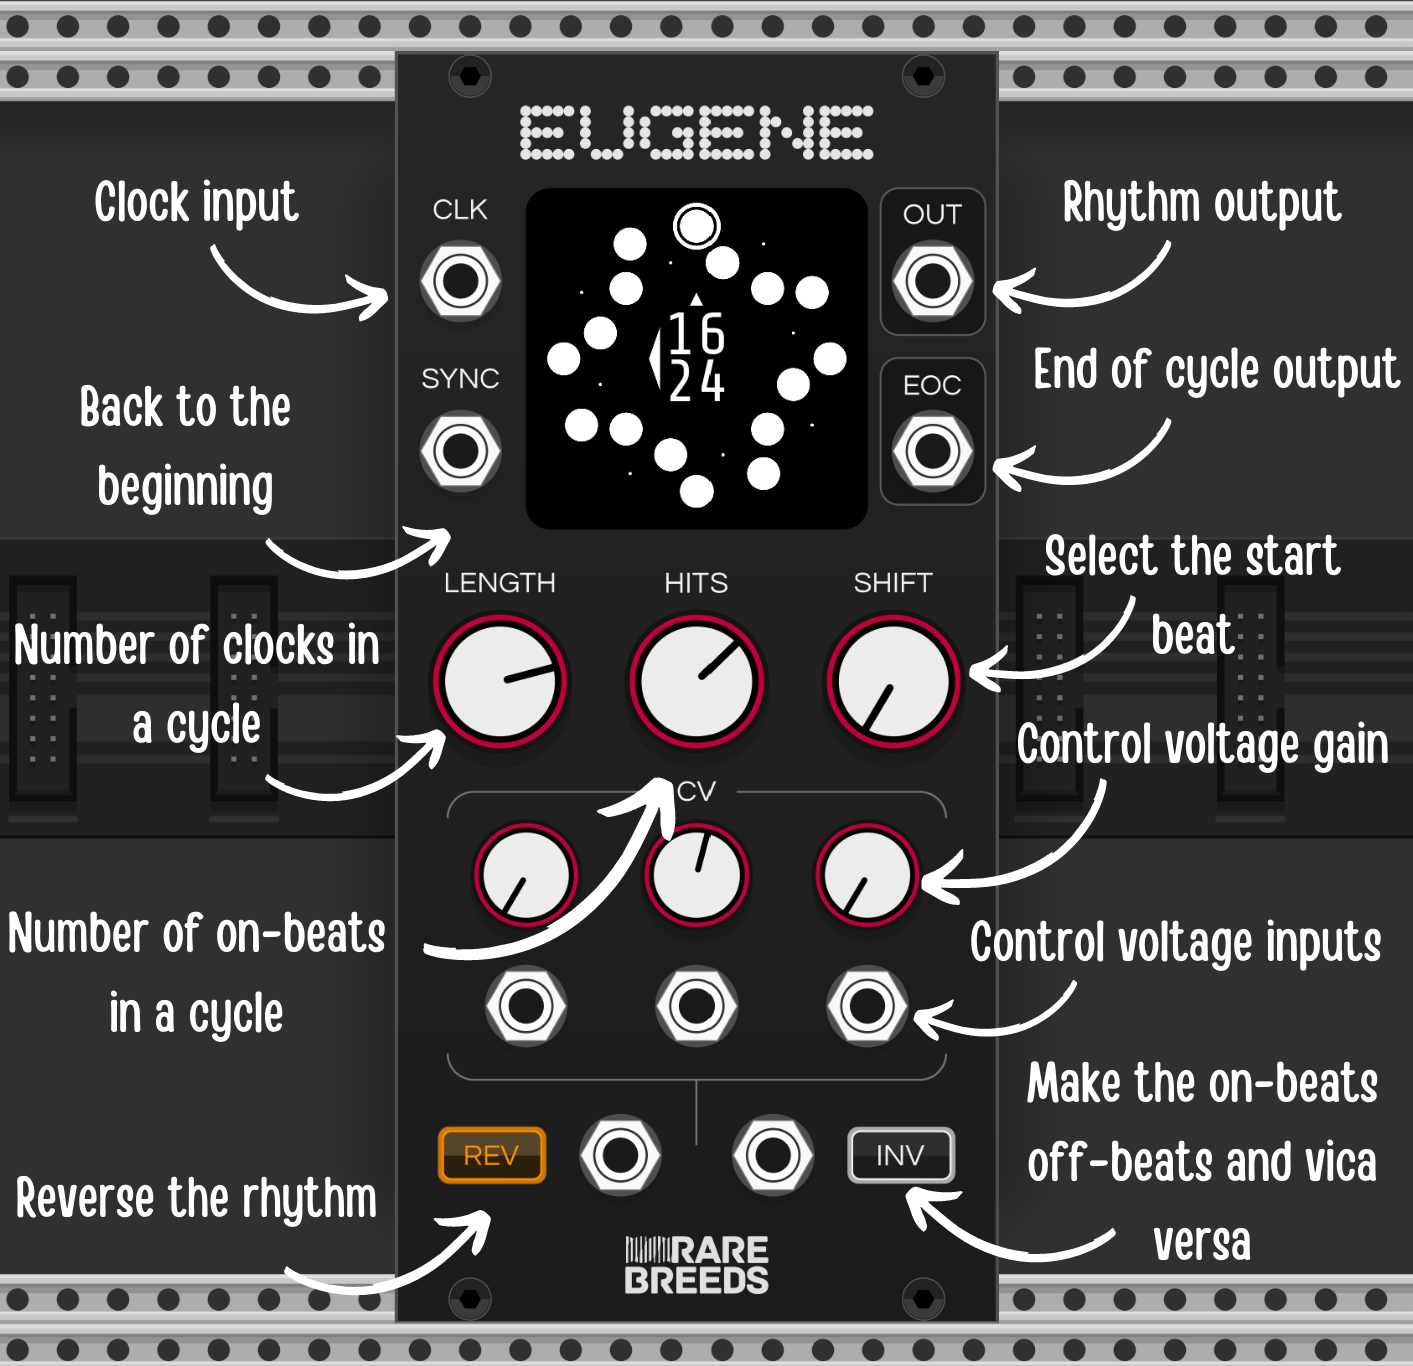 EUGENE
Clock input
CLK
OUT
Rhythm output
16
24
SYNC
EOC
End of cycle output
Back to the
beginning
LENGTH
HITS
SHIFT
Select the start
beat
Number of clocks in
a cycle
Control voltage gain
CV
Number of on-beats
in a cycle
Control voltage inputs
Make the on-beats
off-beats and vica
versa
REV
INV
Reverse the rhythm
RARE
BREEDS